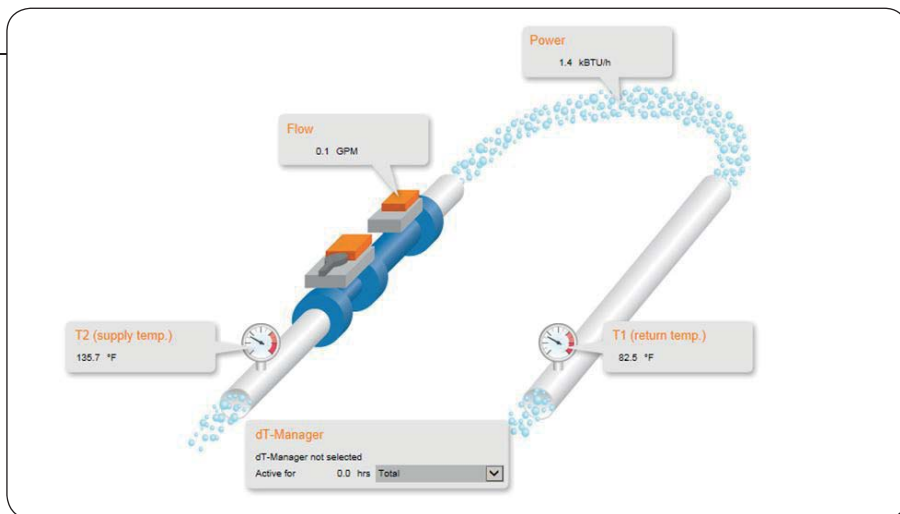 Power
1.4 kBTU/h
Flow
0.1 GPM
T2 (supply temp.)
135.7 °F
T1 (return temp.)
82.5 °F
dT-Manager
dT-Manager not selected
Active for 0.0 hrs Total